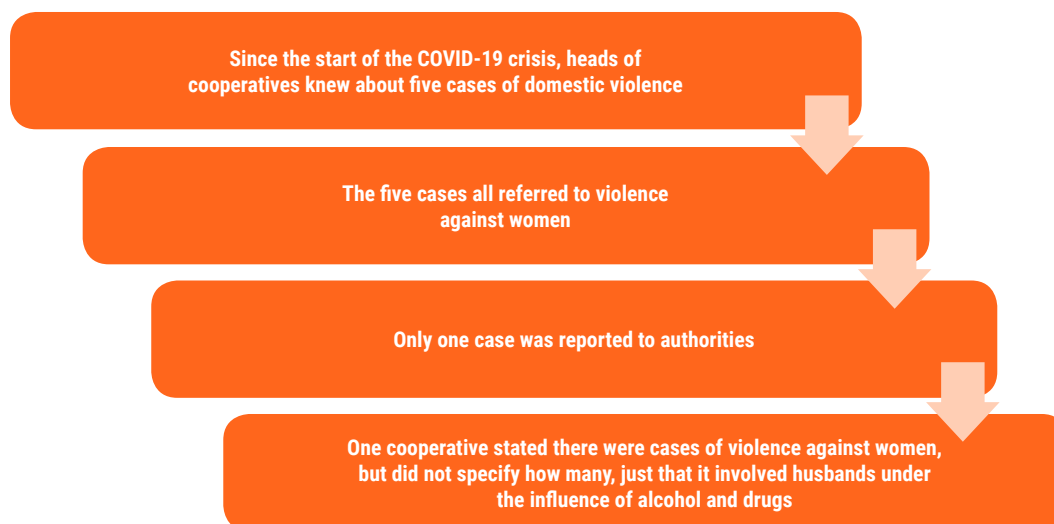 Since the start of the COVID-19 crisis, heads of
cooperatives knew about five cases of domestic violence
The five cases all referred to violence
against women
Only one case was reported to authorities
One cooperative stated there were cases of violence against women,
but did not specify how many, just that it involved husbands under
the influence of alcohol and drugs